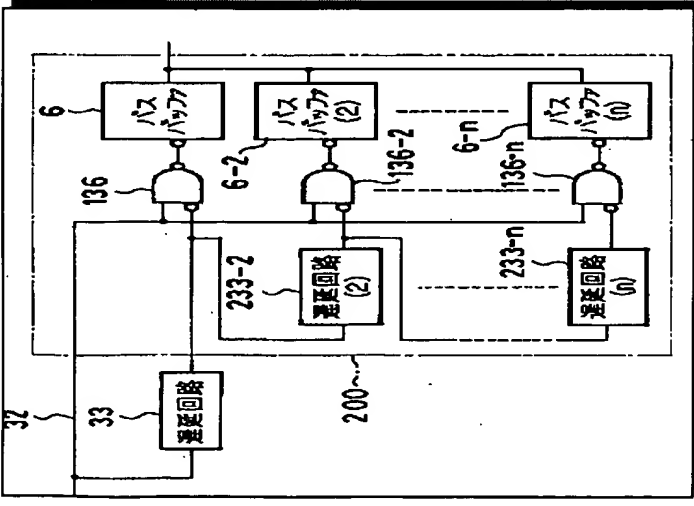 32
33
遅延回路
200
136
6
バス
バッファ
233-2
遅延回路
(2)
6-2
136-2
バス
バッファ
(2)
233-n
遅延回路
(n)
136-n
6-n
バス
バッファ
(n)